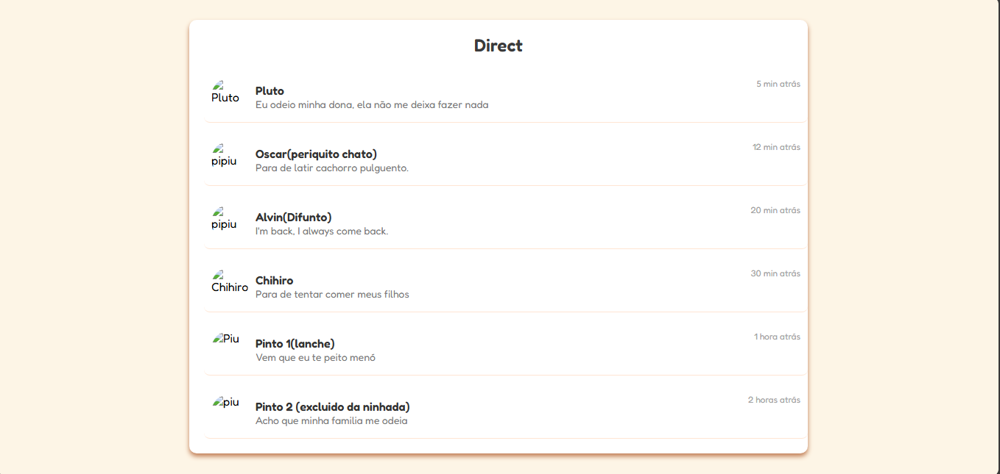 Direct
Pluto
Pluto
Eu odeio minha dona, ela não me deixa fazer nada
5 min atrás
pipiu
Oscar(periquito chato)
Para de latir cachorro pulguento.
12 min atrás
pipiu
Alvin(Difunto)
I'm back, I always come back.
20 min atrás
Chihiro
Chihiro
Para de tentar comer meus filhos
30 min atrás
Piu
Pinto 1(lanche)
Vem que eu te peito menó
1 hora atrás
piu
Pinto 2 (excluido da ninhada)
Acho que minha familia me odeia
2 horas atrás